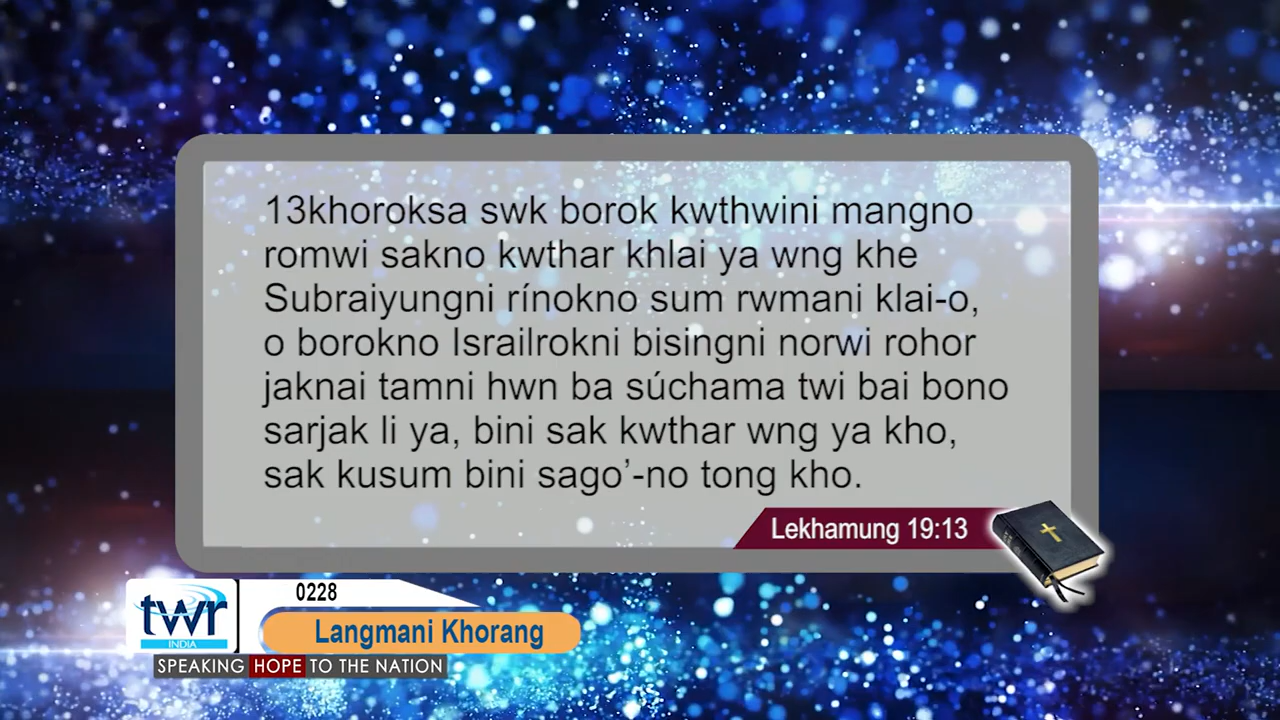 13khoroksa swk borok kwthwini mangno
romwi sakno kwthar khlai ya wng khe
Subraiyungni rínokno sum rwmani klai-o,
o borokno Israilrokni bisingni norwi rohor
jaknai tamni hwn ba súchama twi bai bono
sarjak li ya, bini sak kwthar wng ya kho,
sak kusum bini sago’-no tong kho.
Lekhamung 19:13
0228
twr
INDIA
Langmani Khorang
SPEAKING HOPE TO THE NATION